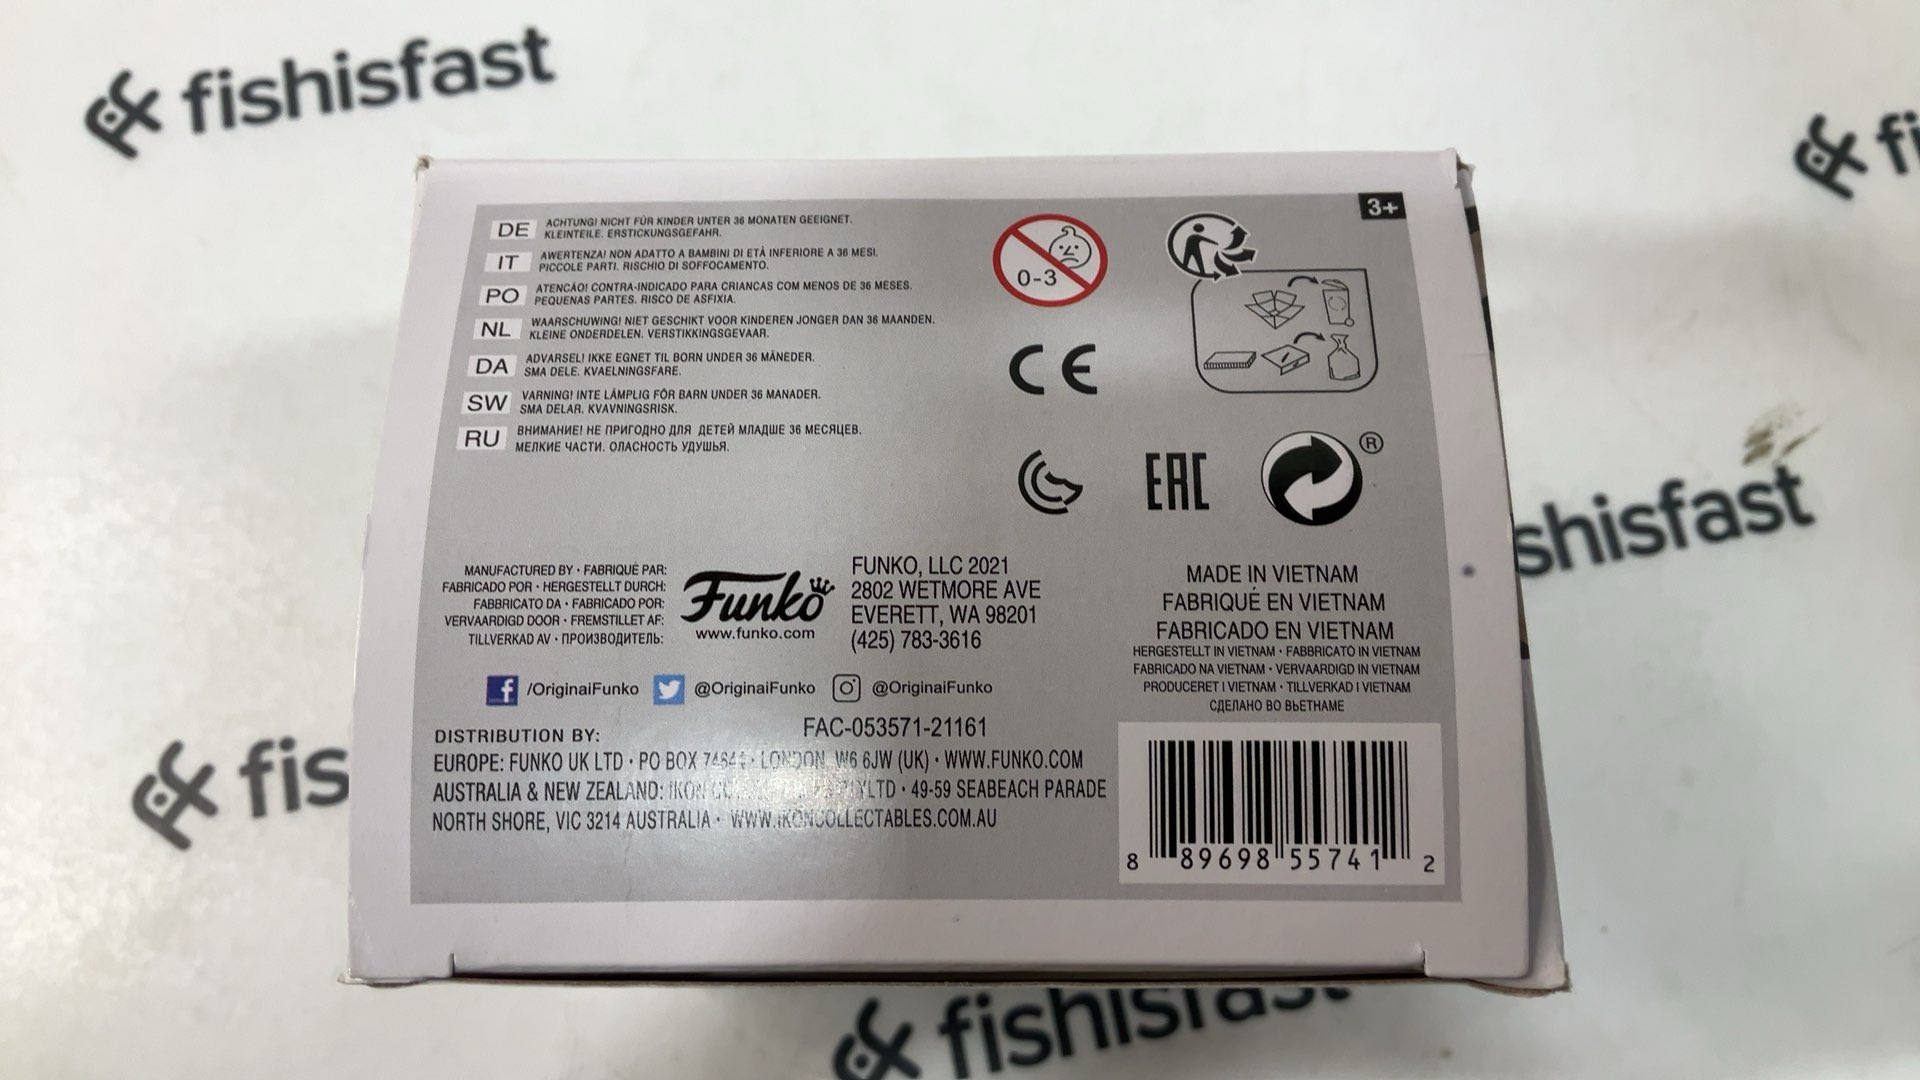 fishisfast
fi
3+
DE ACHTUNG! NICHT FÜR KINDER UNTER 36 MONATEN GEEIGNET.
KLEINTEILE. ERSTICKUNGSGEFAHR.
IT AWERTENZA! NON ADATTO A BAMBINI DI ETÀ INFERIORE A 36 MESI.
PICCOLE PARTI. RISCHIO DI SOFFOCAMENTO.
PO ATENCÃO! CONTRA-INDICADO PARA CRIANCAS COM MENOS DE 36 MESES.
PEQUENAS PARTES. RISCO DE ASFIXIA.
NL WAARSCHUWING! NIET GESCHIKT VOOR KINDEREN JONGER DAN 36 MAANDEN.
KLEINE ONDERDELEN. VERSTIKKINGSGEVAAR.
DA ADVARSEL! IKKE EGNET TIL BORN UNDER 36 MÅNEDER.
SMA DELE. KVAELNINGSFARE.
SW VARNING! INTE LÄMPLIG FÖR BARN UNDER 36 MANADER.
SMA DELAR. KVAVNINGSRISK.
RU ВНИМАНИЕ! НЕ ПРИГОДНО ДЛЯ ДЕТЕЙ МЛАДШЕ 36 МЕСЯЦЕВ.
МЕЛКИЕ ЧАСТИ. ОПАСНОСТЬ УДУШЬЯ.
0-3
CE
EAC
®
shisfast
MANUFACTURED BY • FABRIQUÉ PAR:
FABRICADO POR • HERGESTELLT DURCH:
FABBRICATO DA • FABRICADO POR:
VERVAARDIGD DOOR • FREMSTILLET AF:
TILLVERKAD AV • ПРОИЗВОДИТЕЛЬ:
Funko
www.funko.com
FUNKO, LLC 2021
2802 WETMORE AVE
EVERETT, WA 98201
(425) 783-3616
MADE IN VIETNAM
FABRIQUÉ EN VIETNAM
FABRICADO EN VIETNAM
HERGESTELLT IN VIETNAM • FABBRICATO IN VIETNAM
FABRICADO NA VIETNAM • VERVAARDIGD IN VIETNAM
PRODUCERET I VIETNAM • TILLVERKAD I VIETNAM
СДЕЛАНО ВО ВЬЕТНАМЕ
/OriginaiFunko @OriginaiFunko @OriginaiFunko
FAC-053571-21161
DISTRIBUTION BY:
EUROPE: FUNKO UK LTD • PO BOX • LONDON W6 6JW (UK) • WWW.FUNKO.COM
AUSTRALIA & NEW ZEALAND: IKON LTD • 49-59 SEABEACH PARADE
NORTH SHORE, VIC 3214 AUSTRALIA • WWW.IKONCOLLECTABLES.COM.AU
8 89698 55741 2
fis
fishisfast